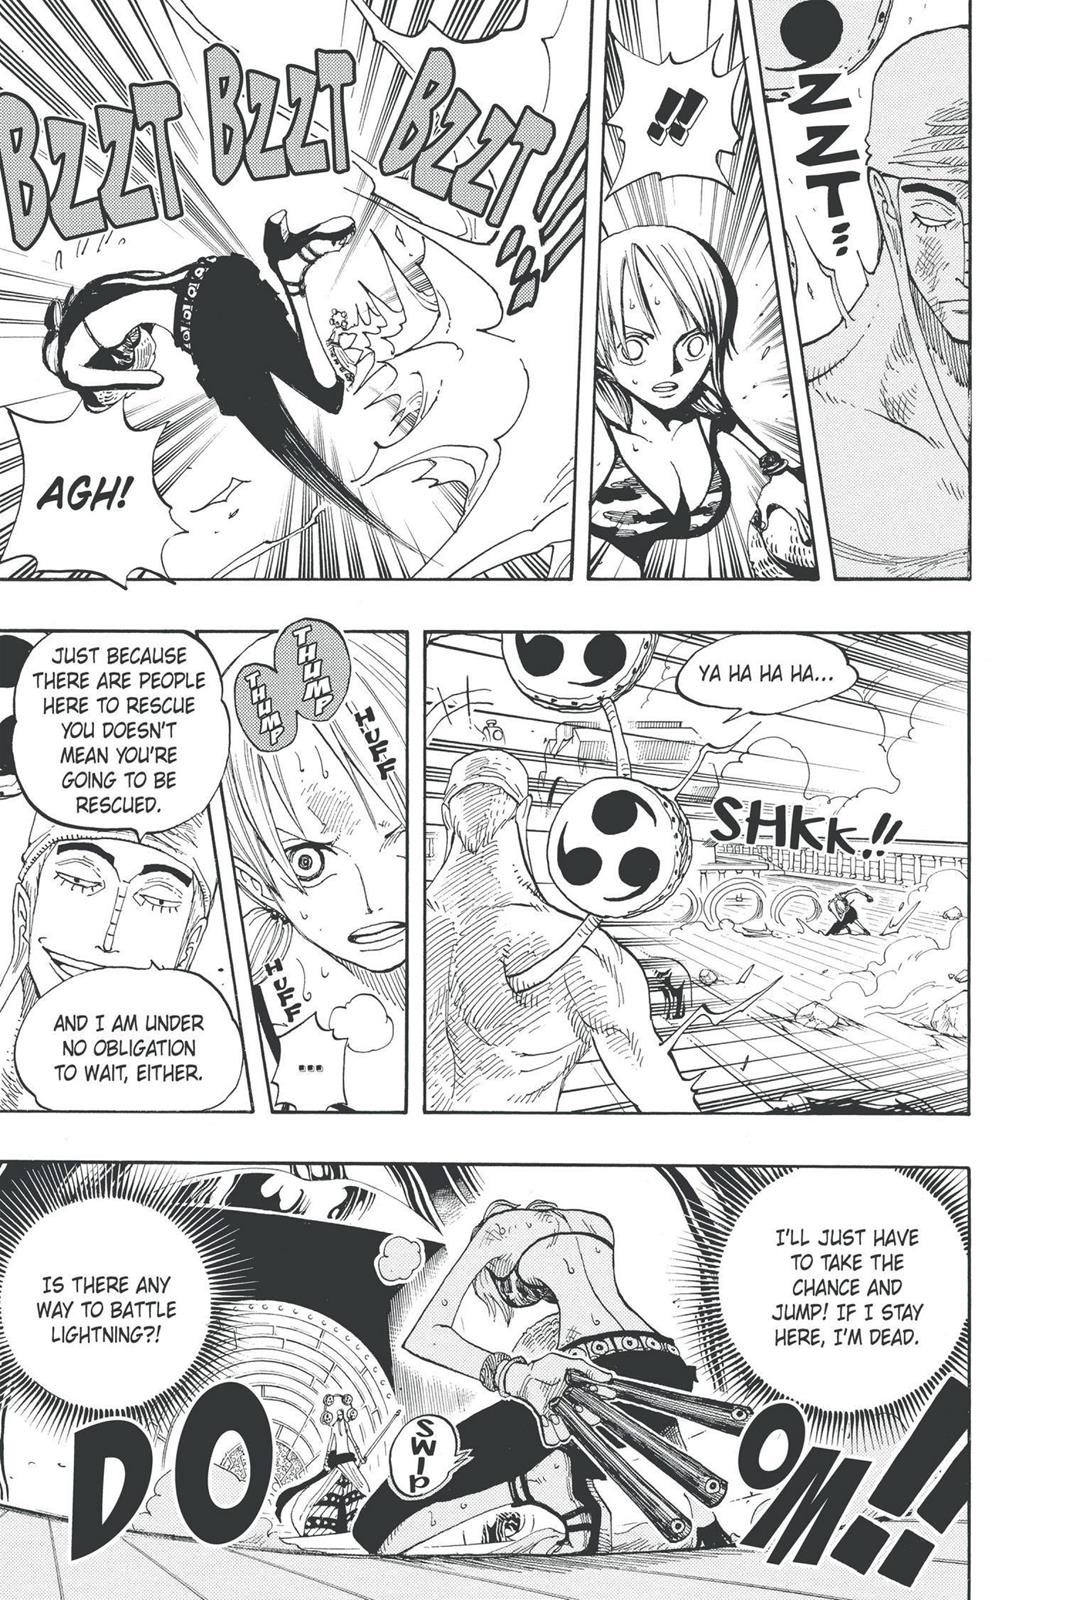 BZZT...
!!
BZZT BZZT BZZT!!!...
AGH!
YA HA HA HA...
SHKK!!
THUMP
THUMP
HUFF
HUFF
...
JUST BECAUSE
THERE ARE PEOPLE
HERE TO RESCUE
YOU DOESN'T
MEAN YOU'RE
GOING TO BE
RESCUED.
AND I AM UNDER
NO OBLIGATION
TO WAIT, EITHER.
I'LL JUST HAVE
TO TAKE THE
CHANCE AND
JUMP! IF I STAY
HERE, I'M DEAD.
IS THERE ANY
WAY TO BATTLE
LIGHTNING?!
SWIP
DOOM!!